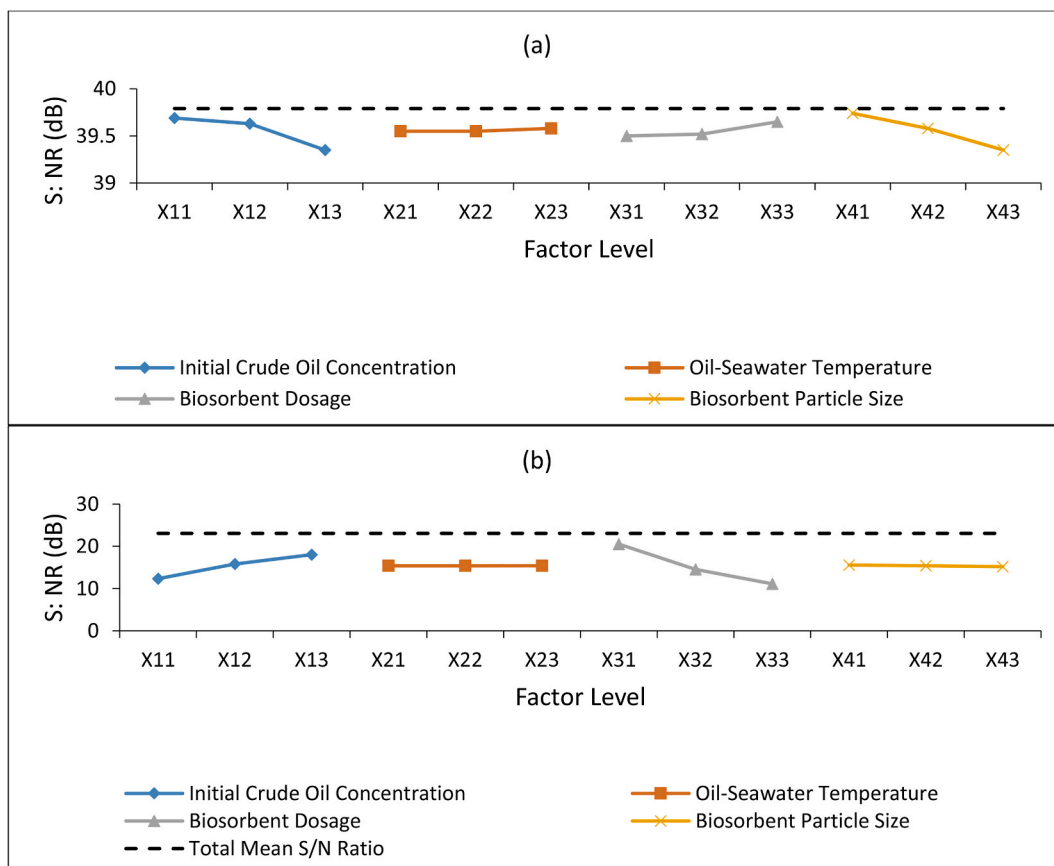 (a)
S: NR (dB)
40
39.5
39
X11 X12 X13 X21 X22 X23 X31 X32 X33 X41 X42 X43
Factor Level
Initial Crude Oil Concentration Oil-Seawater Temperature
Biosorbent Dosage Biosorbent Particle Size
(b)
S: NR (dB)
30
20
10
0
X11 X12 X13 X21 X22 X23 X31 X32 X33 X41 X42 X43
Factor Level
Initial Crude Oil Concentration Oil-Seawater Temperature
Biosorbent Dosage Biosorbent Particle Size
Total Mean S/N Ratio